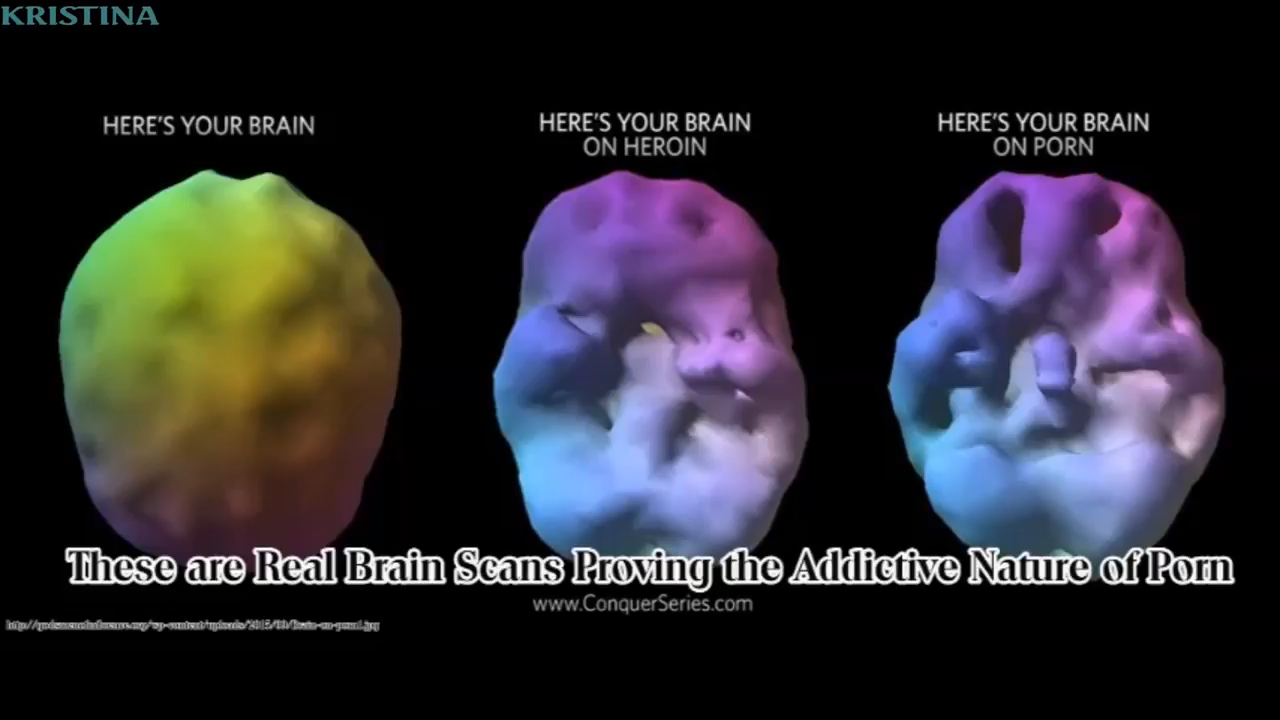 KRISTINA
HERE'S YOUR BRAIN
HERE'S YOUR BRAIN
ON HEROIN
HERE'S YOUR BRAIN
ON PORN
These are Real Brain Scans Proving the Addictive Nature of Porn
www.ConquerSeries.com